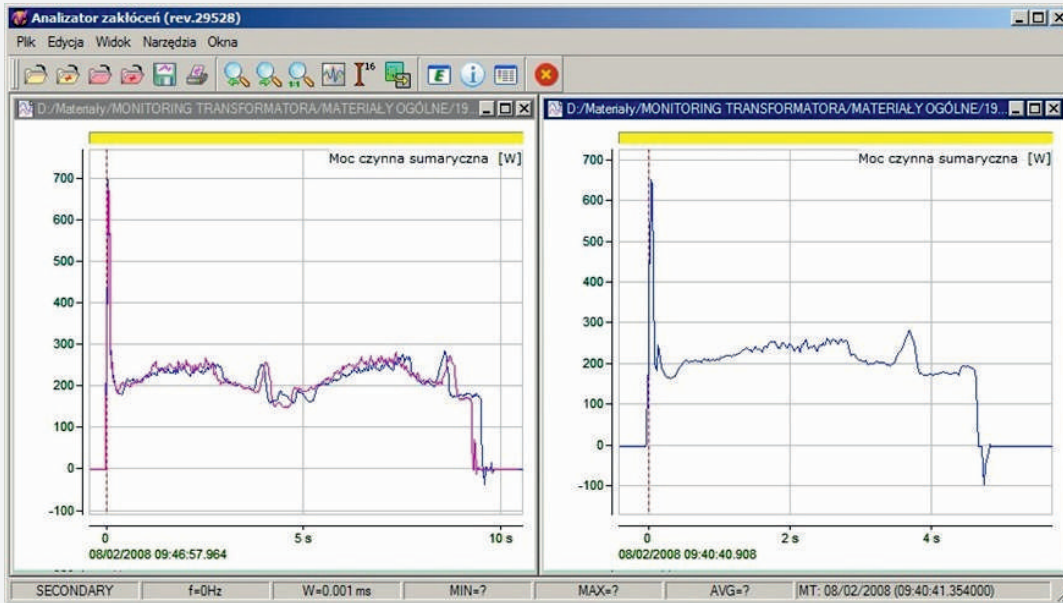 Analizator zakłóceń (rev.29528)
Plik Edycja Widok Narzędzia Okna
16
E i
D:/Materiały/MONITORING TRANSFORMATORA/MATERIAŁY OGÓLNE/19...
Moc czynna sumaryczna [W]
700
600
500
400
300
200
100
0
-100
0 5 s 10 s
08/02/2008 09:46:57.964
D:/Materiały/MONITORING TRANSFORMATORA/MATERIAŁY OGÓLNE/19...
Moc czynna sumaryczna [W]
700
600
500
400
300
200
100
0
-100
0 2 s 4 s
08/02/2008 09:40:40.908
SECONDARY f=0Hz W=0.001 ms MIN=? MAX=? AVG=? MT: 08/02/2008 (09:40:41.354000)